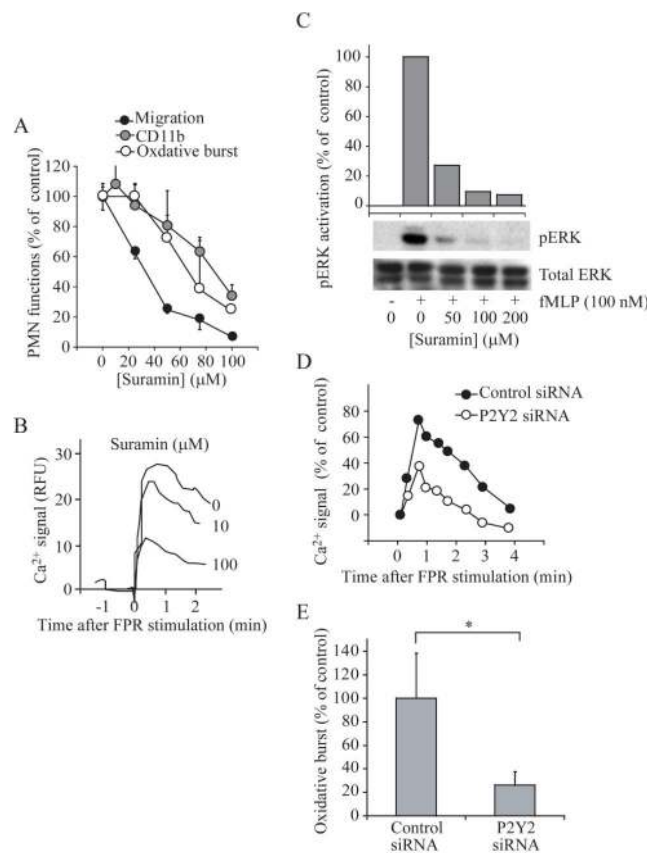 A
Migration
CD11b
Oxdative burst
PMN functions (% of control)
120
100
80
60
40
20
0
0 20 40 60 80 100
[Suramin] (µM)
B
Suramin (µM)
Ca2+ signal (RFU)
30
20
10
0
0
10
100
-1 0 1 2
Time after FPR stimulation (min)
C
pERK activation (% of control)
100
80
60
40
20
0
pERK
Total ERK
- + + + + fMLP (100 nM)
0 0 50 100 200
[Suramin] (µM)
D
Control siRNA
P2Y2 siRNA
Ca2+ signal (% of control)
80
60
40
20
0
0 1 2 3 4
Time after FPR stimulation (min)
E
*
Oxidative burst (% of control)
140
120
100
80
60
40
20
0
Control siRNA
P2Y2 siRNA